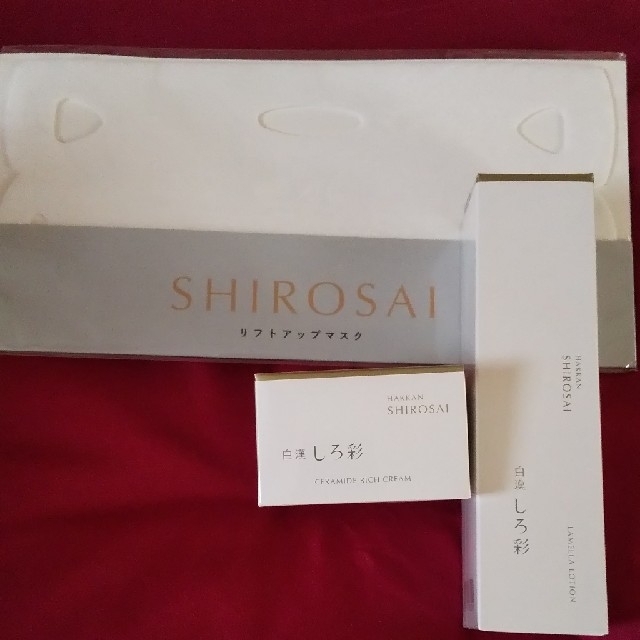 SHIROSAI
リフトアップマスク
HAKKAN
SHIROSAI
白漢 しろ彩
CERAMIDE RICH CREAM
HAKKAN
SHIROSAI
白漢 しろ彩
LAMELLA LOTION